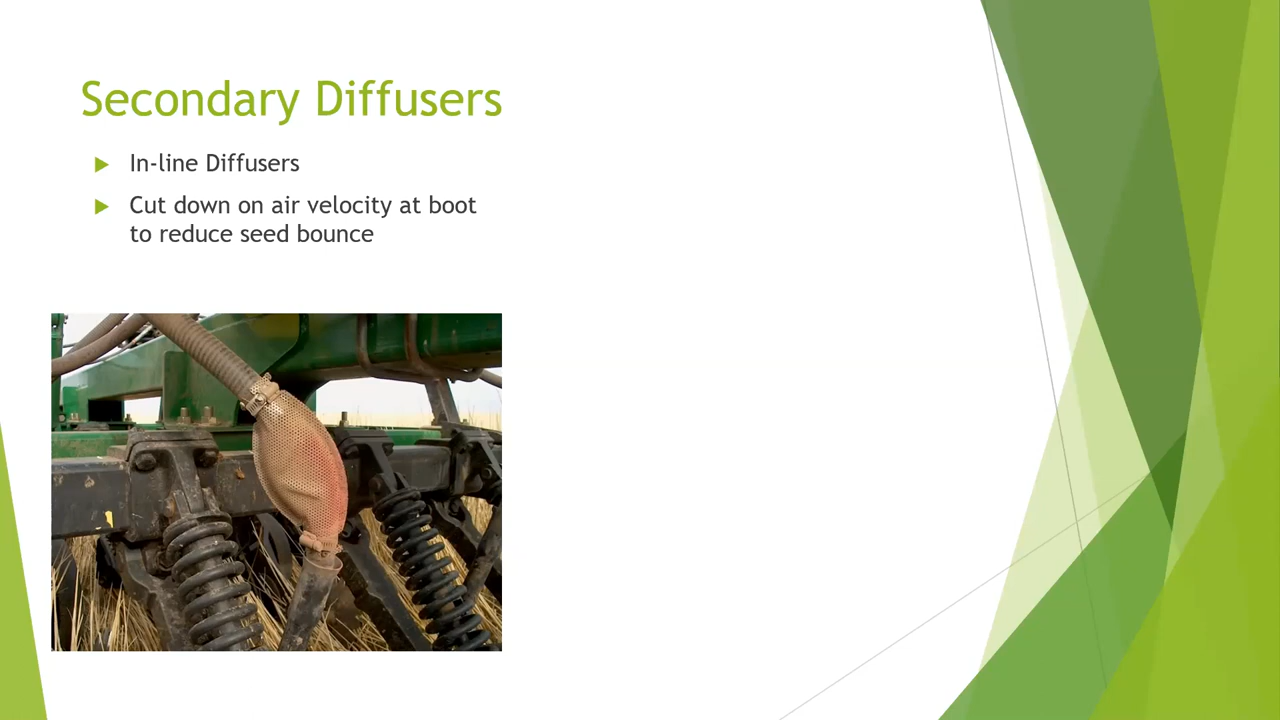 Secondary Diffusers
In-line Diffusers
Cut down on air velocity at boot
to reduce seed bounce